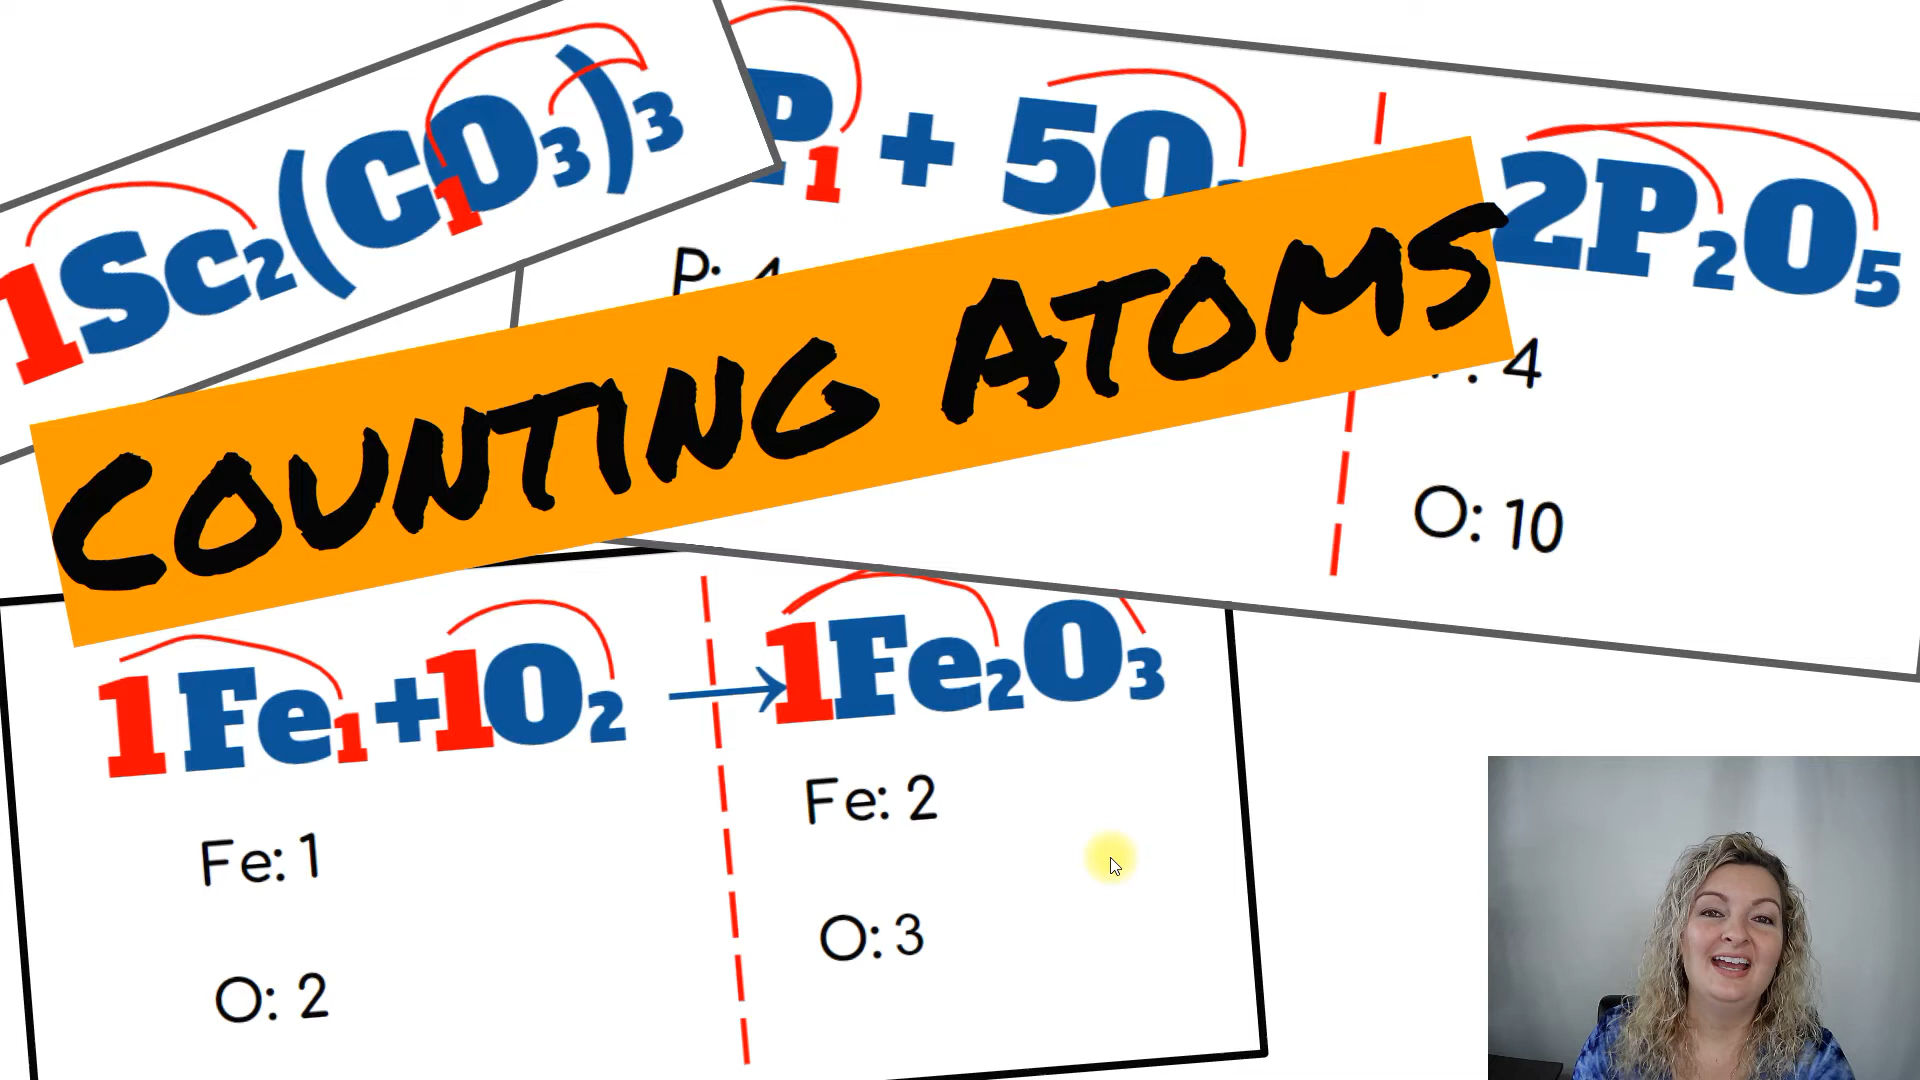 1Sc2(C1O3)3
P1 + 5O
2P2O5
P: 4
: 4
O: 10
Counting Atoms
1Fe1+1O2 → 1Fe2O3
Fe: 1
Fe: 2
O: 2
O: 3